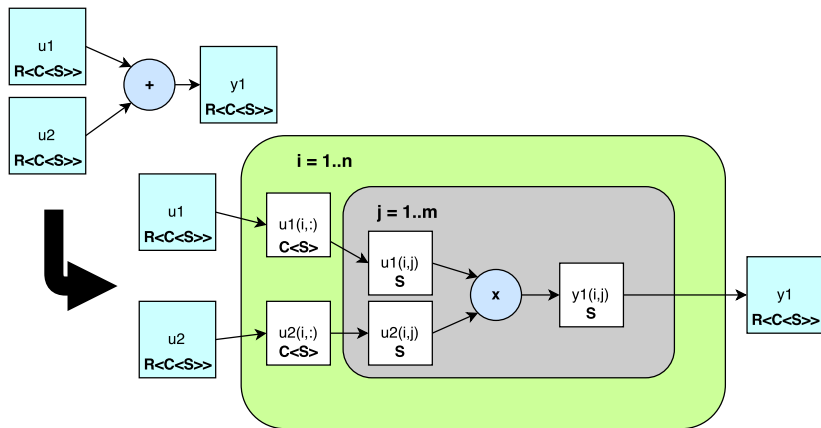 u1
R<C<S>>
+
y1
R<C<S>>
u2
R<C<S>>
i = 1..n
j = 1..m
u1
R<C<S>>
u1(i,:)
C<S>
u1(i,j)
S
x
y1(i,j)
S
y1
R<C<S>>
u2
R<C<S>>
u2(i,:)
C<S>
u2(i,j)
S